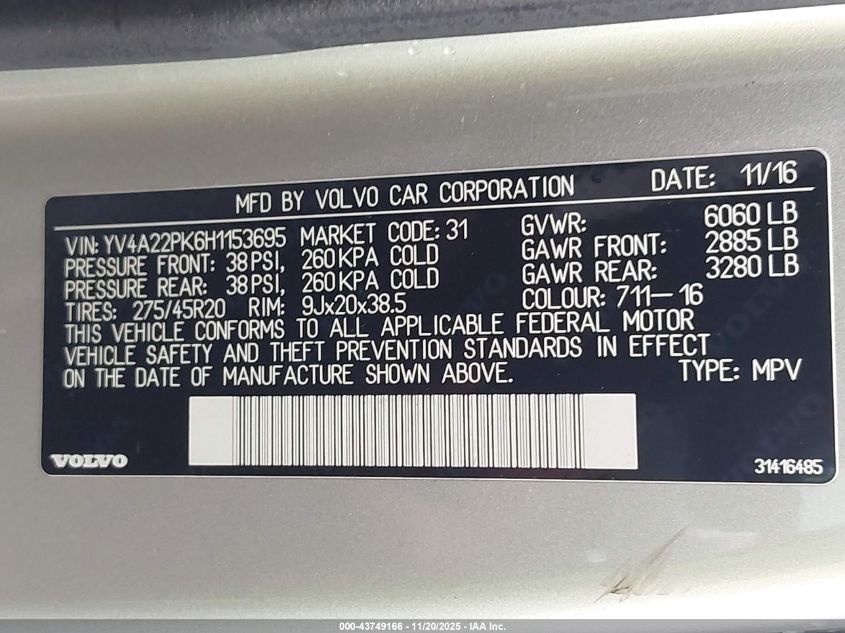 MFD BY VOLVO CAR CORPORATION DATE: 11/16
VIN: YV4A22PK6H1153695 MARKET CODE: 31 GVWR: 6060 LB
PRESSURE FRONT: 38 PSI, 260 KPA COLD GAWR FRONT: 2885 LB
PRESSURE REAR: 38 PSI, 260 KPA COLD GAWR REAR: 3280 LB
TIRES: 275/45R20 RIM: 9Jx20x38.5 COLOUR: 711-16
THIS VEHICLE CONFORMS TO ALL APPLICABLE FEDERAL MOTOR
VEHICLE SAFETY AND THEFT PREVENTION STANDARDS IN EFFECT
ON THE DATE OF MANUFACTURE SHOWN ABOVE. TYPE: MPV
VOLVO 31416485
000-43749166 - 11/20/2025 - IAA Inc.